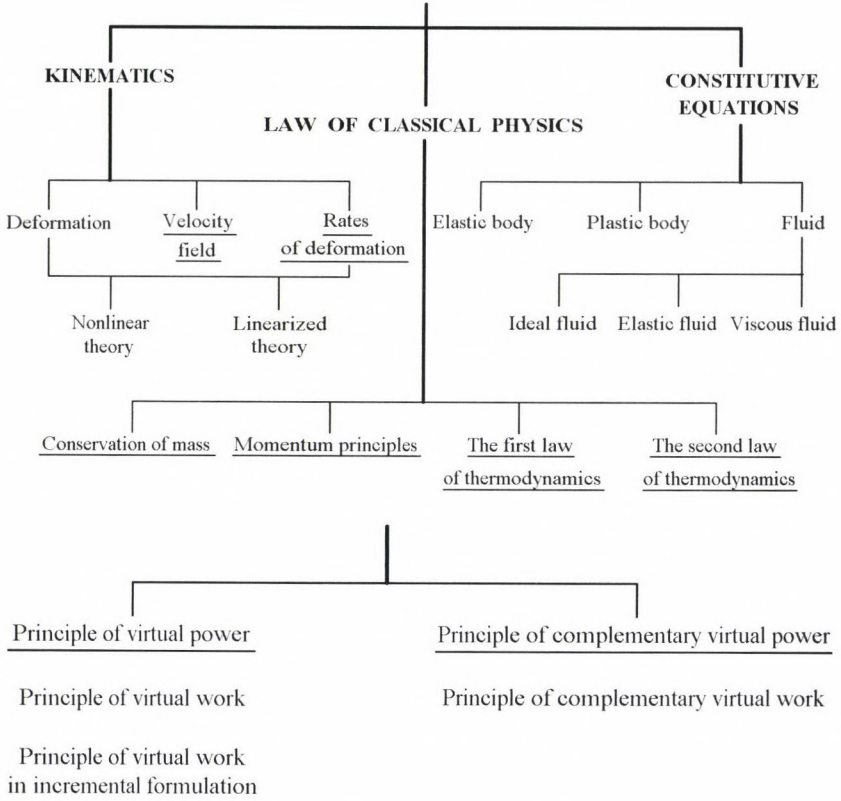 KINEMATICS
CONSTITUTIVE
EQUATIONS
LAW OF CLASSICAL PHYSICS
Deformation
Velocity
field
Rates
of deformation
Elastic body
Plastic body
Fluid
Nonlinear
theory
Linearized
theory
Ideal fluid
Elastic fluid
Viscous fluid
Conservation of mass
Momentum principles
The first law
of thermodynamics
The second law
of thermodynamics
Principle of virtual power
Principle of complementary virtual power
Principle of virtual work
Principle of complementary virtual work
Principle of virtual work
in incremental formulation